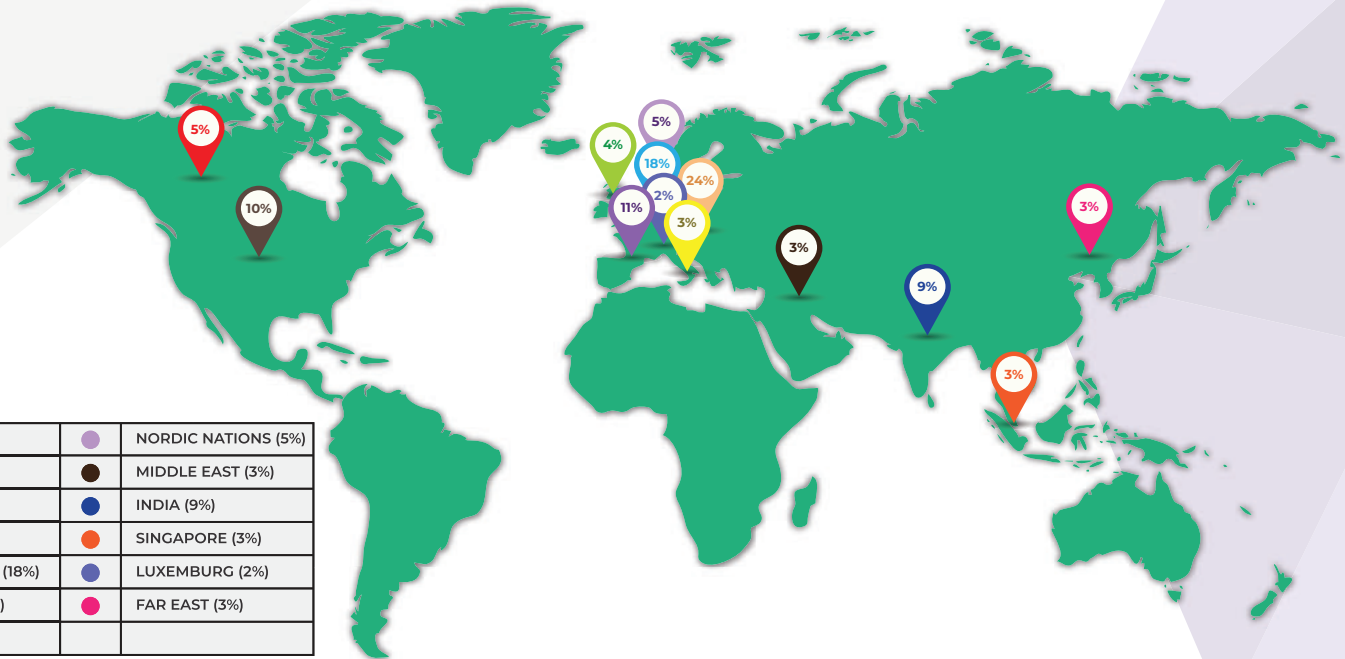 5%
4%
5%
18%
24%
2%
11%
3%
10%
3%
3%
9%
3%
NORDIC NATIONS (5%)
MIDDLE EAST (3%)
INDIA (9%)
SINGAPORE (3%)
(18%)
LUXEMBURG (2%)
)
FAR EAST (3%)